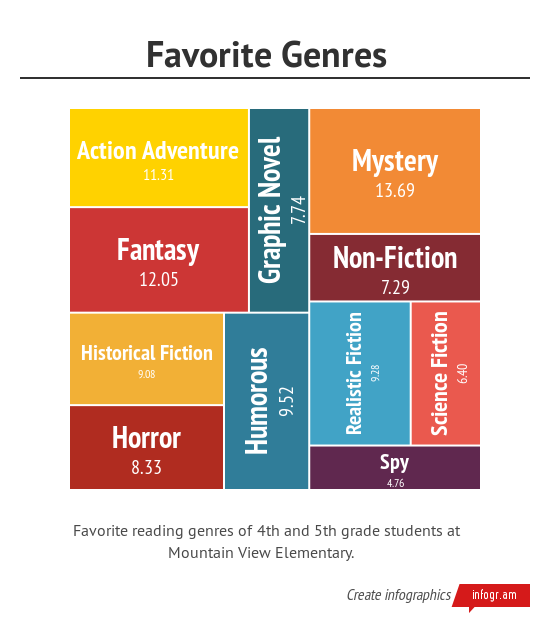 Favorite Genres
Action Adventure
11.31
Graphic Novel
7.74
Mystery
13.69
Fantasy
12.05
Non-Fiction
7.29
Historical Fiction
9.08
Humorous
9.52
Realistic Fiction
9.28
Science Fiction
6.40
Horror
8.33
Spy
4.76
Favorite reading genres of 4th and 5th grade students at
Mountain View Elementary.
Create infographics infogr.am